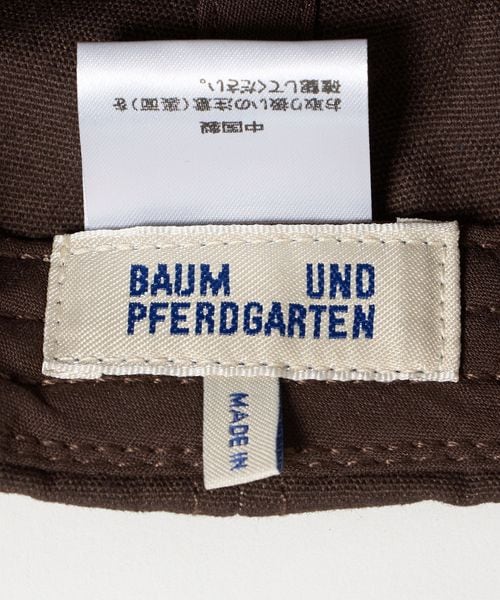 中国製
お取り扱いの注意(裏面)を
確認してください。
BAUM UND
PFERDGARTEN
MADE IN